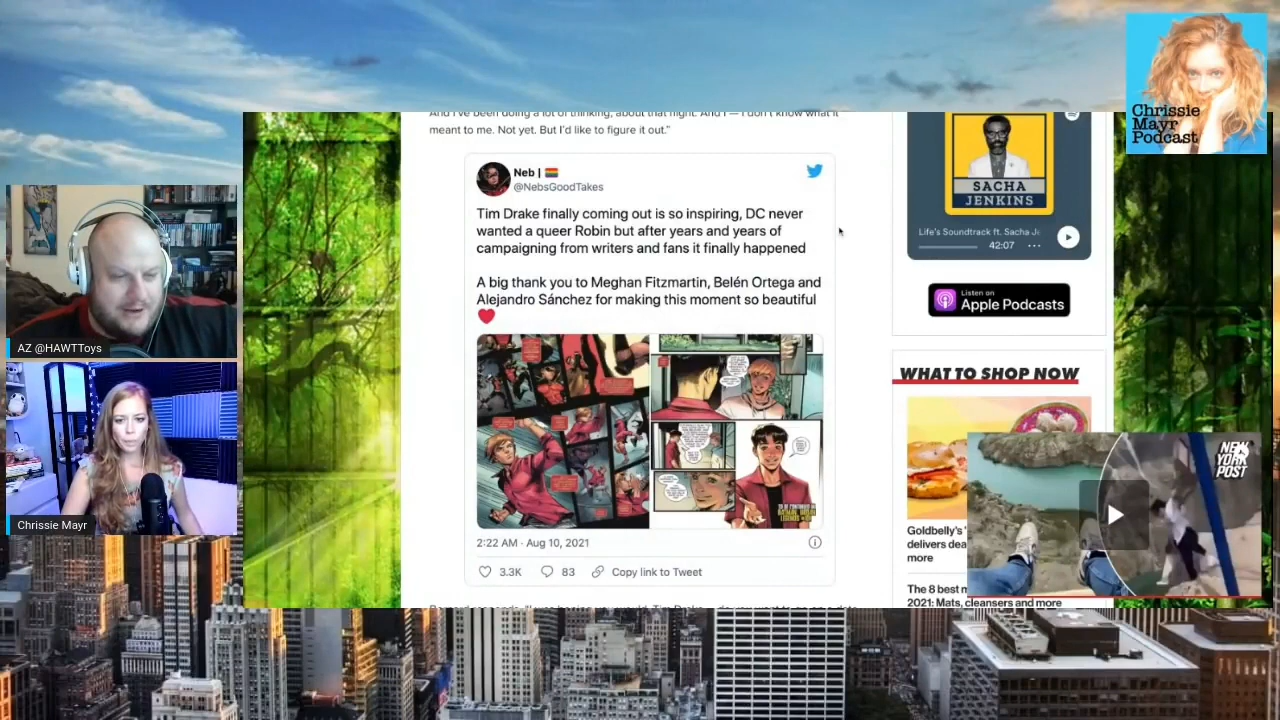 And I've been doing a lot of thinking, about that night. And I — I don't know what it
meant to me. Not yet. But I'd like to figure it out."
Neb |
@NebsGoodTakes
Tim Drake finally coming out is so inspiring, DC never
wanted a queer Robin but after years and years of
campaigning from writers and fans it finally happened
A big thank you to Meghan Fitzmartin, Belén Ortega and
Alejandro Sánchez for making this moment so beautiful
2:22 AM · Aug 10, 2021
3.3K
83
Copy link to Tweet
AZ @HAWTToys
Chrissie Mayr
Chrissie
Mayr
Podcast
SACHA
JENKINS
Life's Soundtrack ft. Sacha Je
42:07
Listen on
Apple Podcasts
WHAT TO SHOP NOW
NEW
YORK
POST
Goldbelly's
delivers dea
more
The 8 best m
2021: Mats, cleansers and more